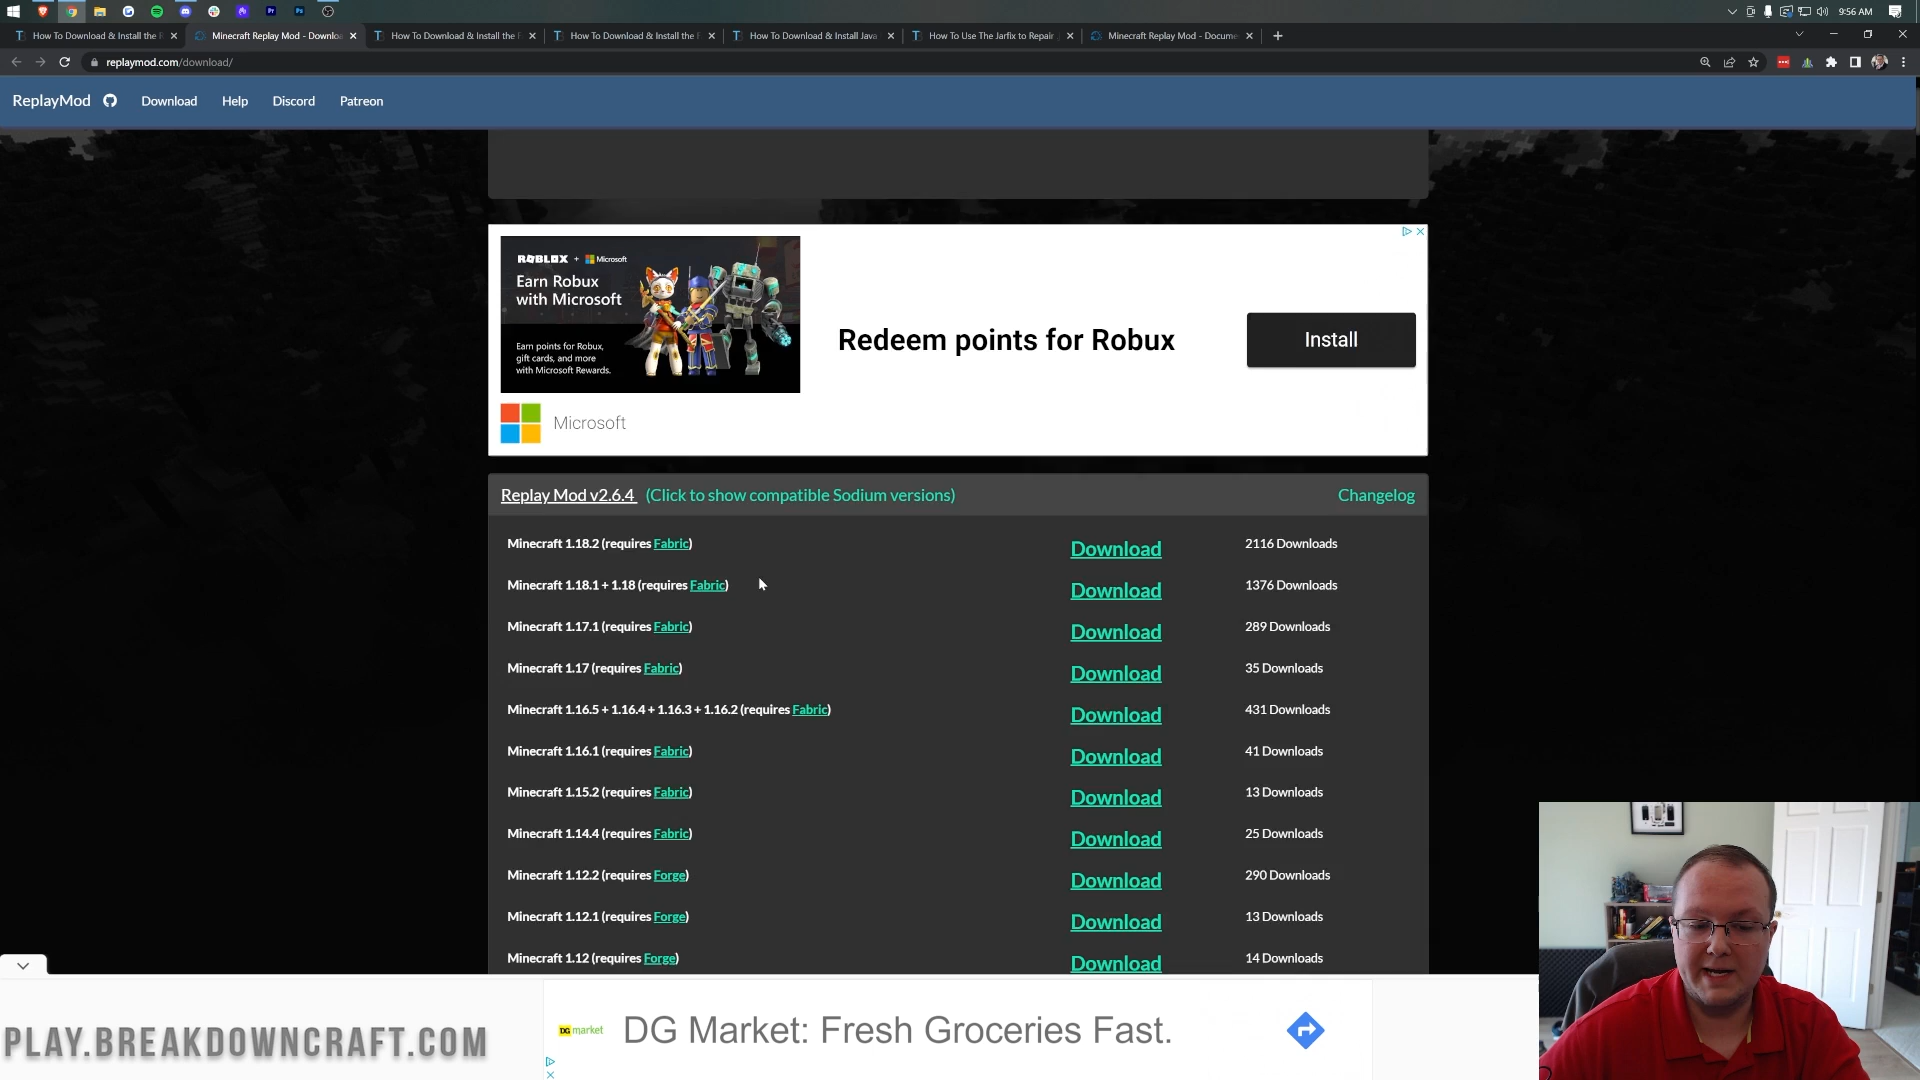 9:56 AM
How To Download & Install the F
Minecraft Replay Mod - Downloa
How To Download & Install the F
How To Download & Install the F
How To Download & Install Java
How To Use The Jarfix to Repair
Minecraft Replay Mod - Docume
replaymod.com/download/
ReplayMod Download Help Discord Patreon
ROBLOX + Microsoft
Earn Robux
with Microsoft
Earn points for Robux,
gift cards, and more
with Microsoft Rewards.
Redeem points for Robux
Install
Microsoft
Replay Mod v2.6.4 (Click to show compatible Sodium versions) Changelog
Minecraft 1.18.2 (requires Fabric) Download 2116 Downloads
Minecraft 1.18.1 + 1.18 (requires Fabric) Download 1376 Downloads
Minecraft 1.17.1 (requires Fabric) Download 289 Downloads
Minecraft 1.17 (requires Fabric) Download 35 Downloads
Minecraft 1.16.5 + 1.16.4 + 1.16.3 + 1.16.2 (requires Fabric) Download 431 Downloads
Minecraft 1.16.1 (requires Fabric) Download 41 Downloads
Minecraft 1.15.2 (requires Fabric) Download 13 Downloads
Minecraft 1.14.4 (requires Fabric) Download 25 Downloads
Minecraft 1.12.2 (requires Forge) Download 290 Downloads
Minecraft 1.12.1 (requires Forge) Download 13 Downloads
Minecraft 1.12 (requires Forge) Download 14 Downloads
PLAY.BREAKDOWNCRAFT.COM
DG market
DG Market: Fresh Groceries Fast.